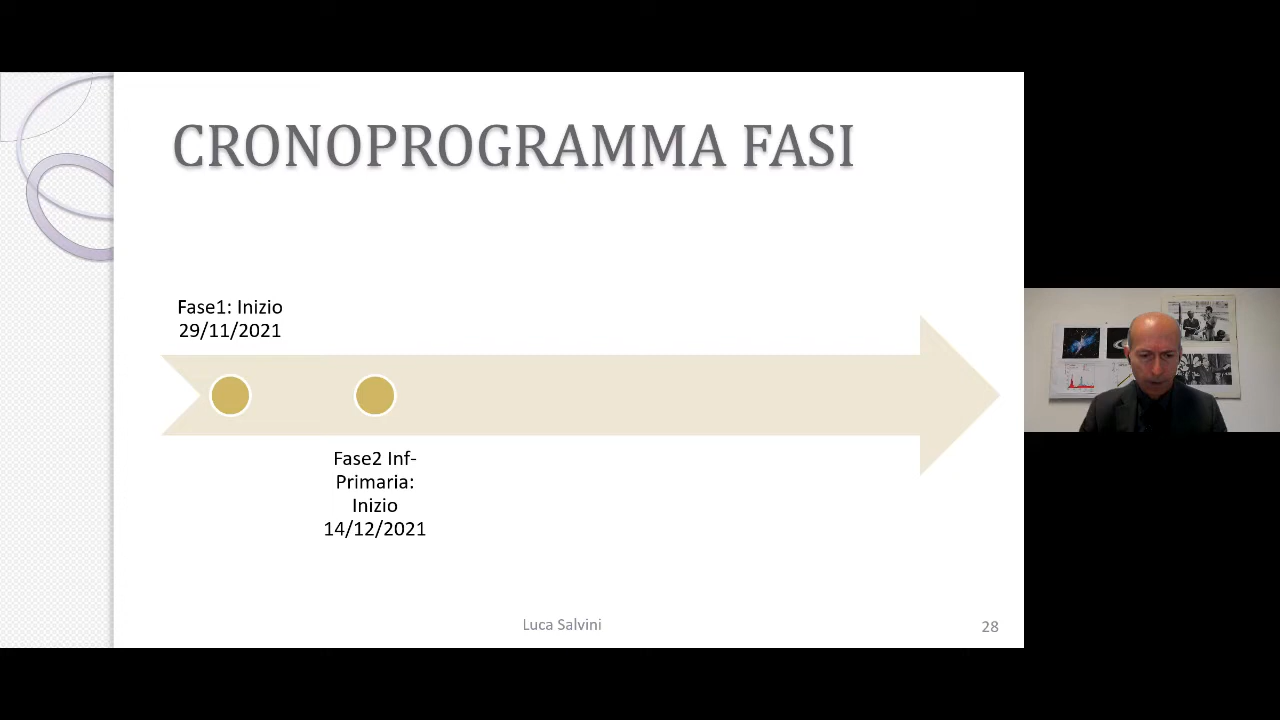 CRONOPROGRAMMA FASI
Fase1: Inizio
29/11/2021
Fase2 Inf-
Primaria:
Inizio
14/12/2021
Luca Salvini
28